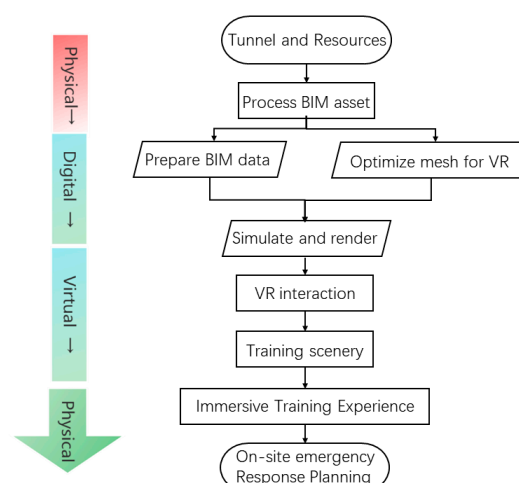 Physical→
Digital →
Virtual →
Physical
Tunnel and Resources
Process BIM asset
Prepare BIM data
Optimize mesh for VR
Simulate and render
VR interaction
Training scenery
Immersive Training Experience
On-site emergency
Response Planning